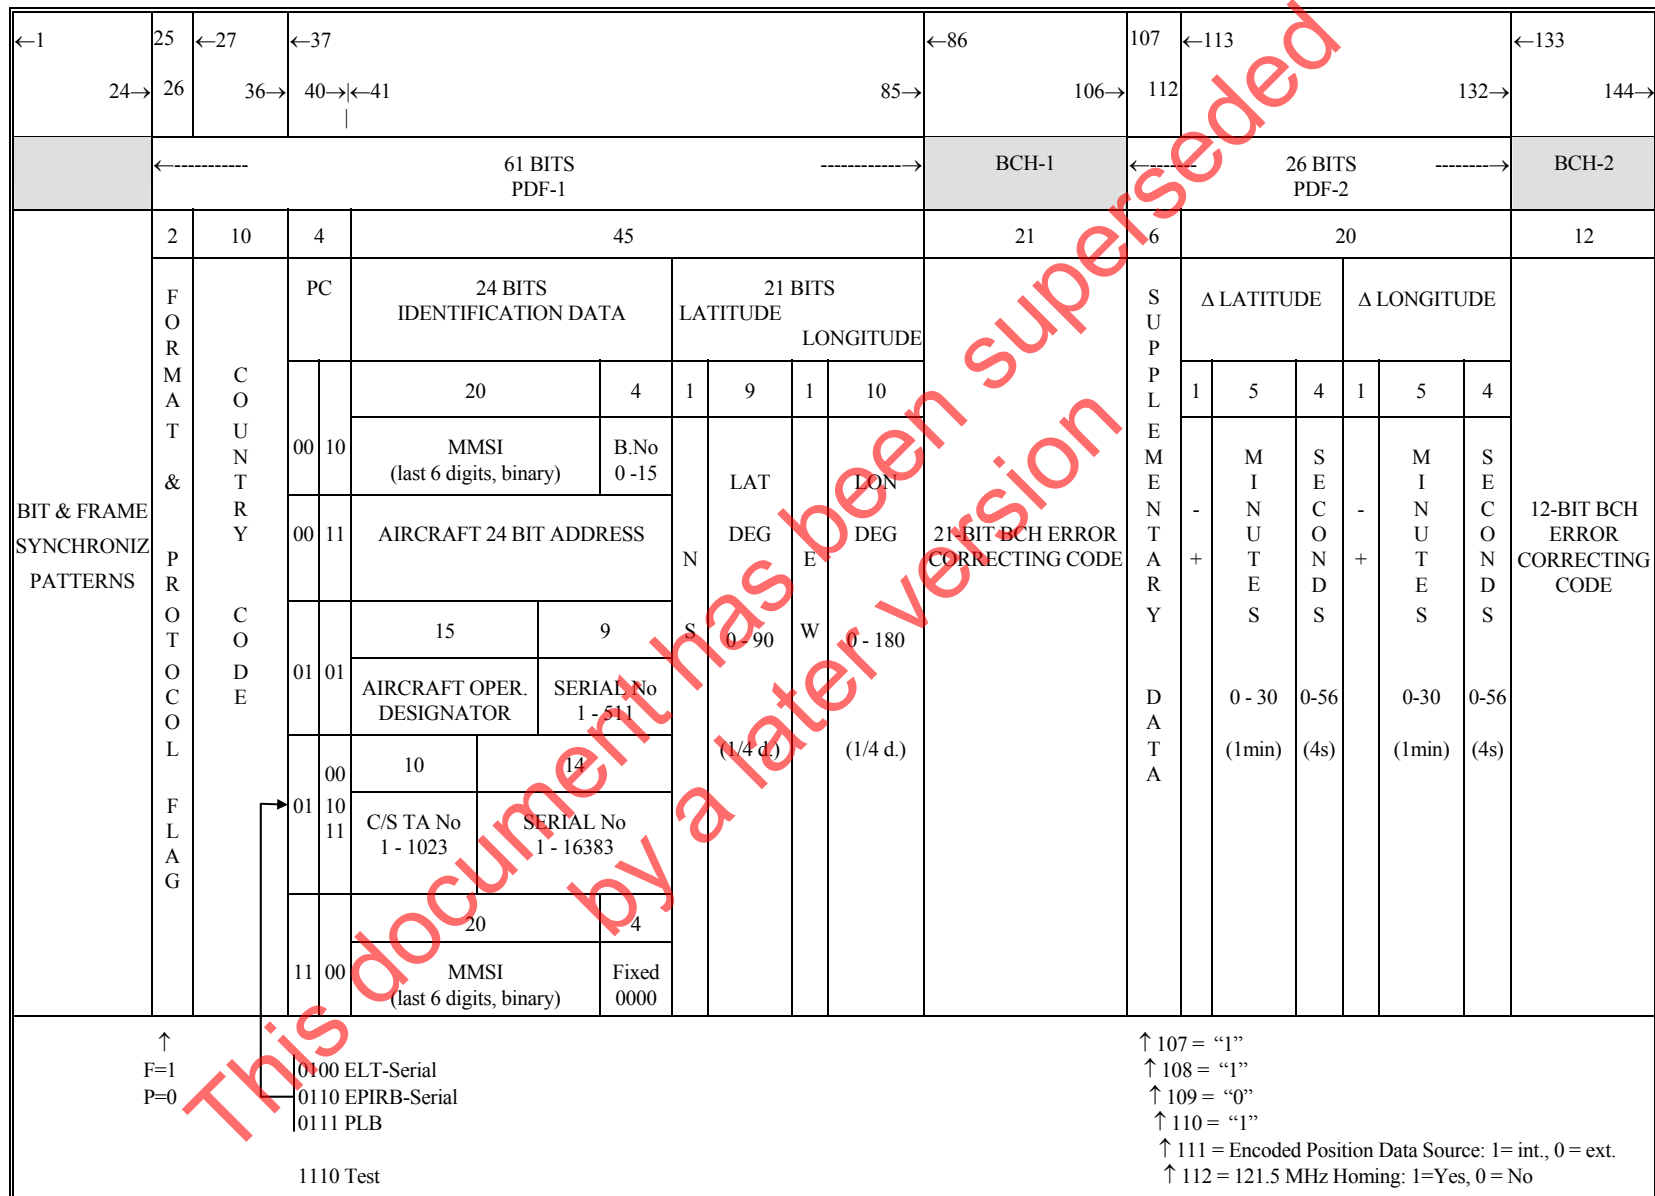 ←1 25 ←27 ←37 ←86 107 ←113 ←133
24→ 26 36→ 40→|←41 85→ 106→ 112 132→ 144→
|
←----------- 61 BITS -------------→ BCH-1 ←-------- 26 BITS --------→ BCH-2
PDF-1 PDF-2
2 10 4 45 21 6 20 12
FORMAT & PROTOCOL FLAG
COUNTRY CODE
PC
24 BITS
IDENTIFICATION DATA
21 BITS
LATITUDE
LONGITUDE
SUPPLEMENTARY DATA
Δ LATITUDE Δ LONGITUDE
20 4 1 9 1 10 1 5 4 1 5 4
00 10 MMSI
(last 6 digits, binary)
B.No
0 -15
BIT & FRAME
SYNCHRONIZ
PATTERNS
00 11 AIRCRAFT 24 BIT ADDRESS
N
S
LAT
DEG
0 - 90
(1/4 d.)
E
W
LON
DEG
0 - 180
(1/4 d.)
21-BIT BCH ERROR
CORRECTING CODE
-
+
MINUTES
0 - 30
(1min)
SECONDS
0-56
(4s)
-
+
MINUTES
0-30
(1min)
SECONDS
0-56
(4s)
12-BIT BCH
ERROR
CORRECTING
CODE
15 9
01 01 AIRCRAFT OPER.
DESIGNATOR
SERIAL No
1 - 511
10 14
01 00
10
11
C/S TA No
1 - 1023
SERIAL No
1 - 16383
20 4
11 00 MMSI
(last 6 digits, binary)
Fixed
0000
↑
F=1
P=0
0100 ELT-Serial
0110 EPIRB-Serial
0111 PLB
1110 Test
↑ 107 = “1”
↑ 108 = “1”
↑ 109 = “0”
↑ 110 = “1”
↑ 111 = Encoded Position Data Source: 1= int., 0 = ext.
↑ 112 = 121.5 MHz Homing: 1=Yes, 0 = No
This document has been superseded
by a later version